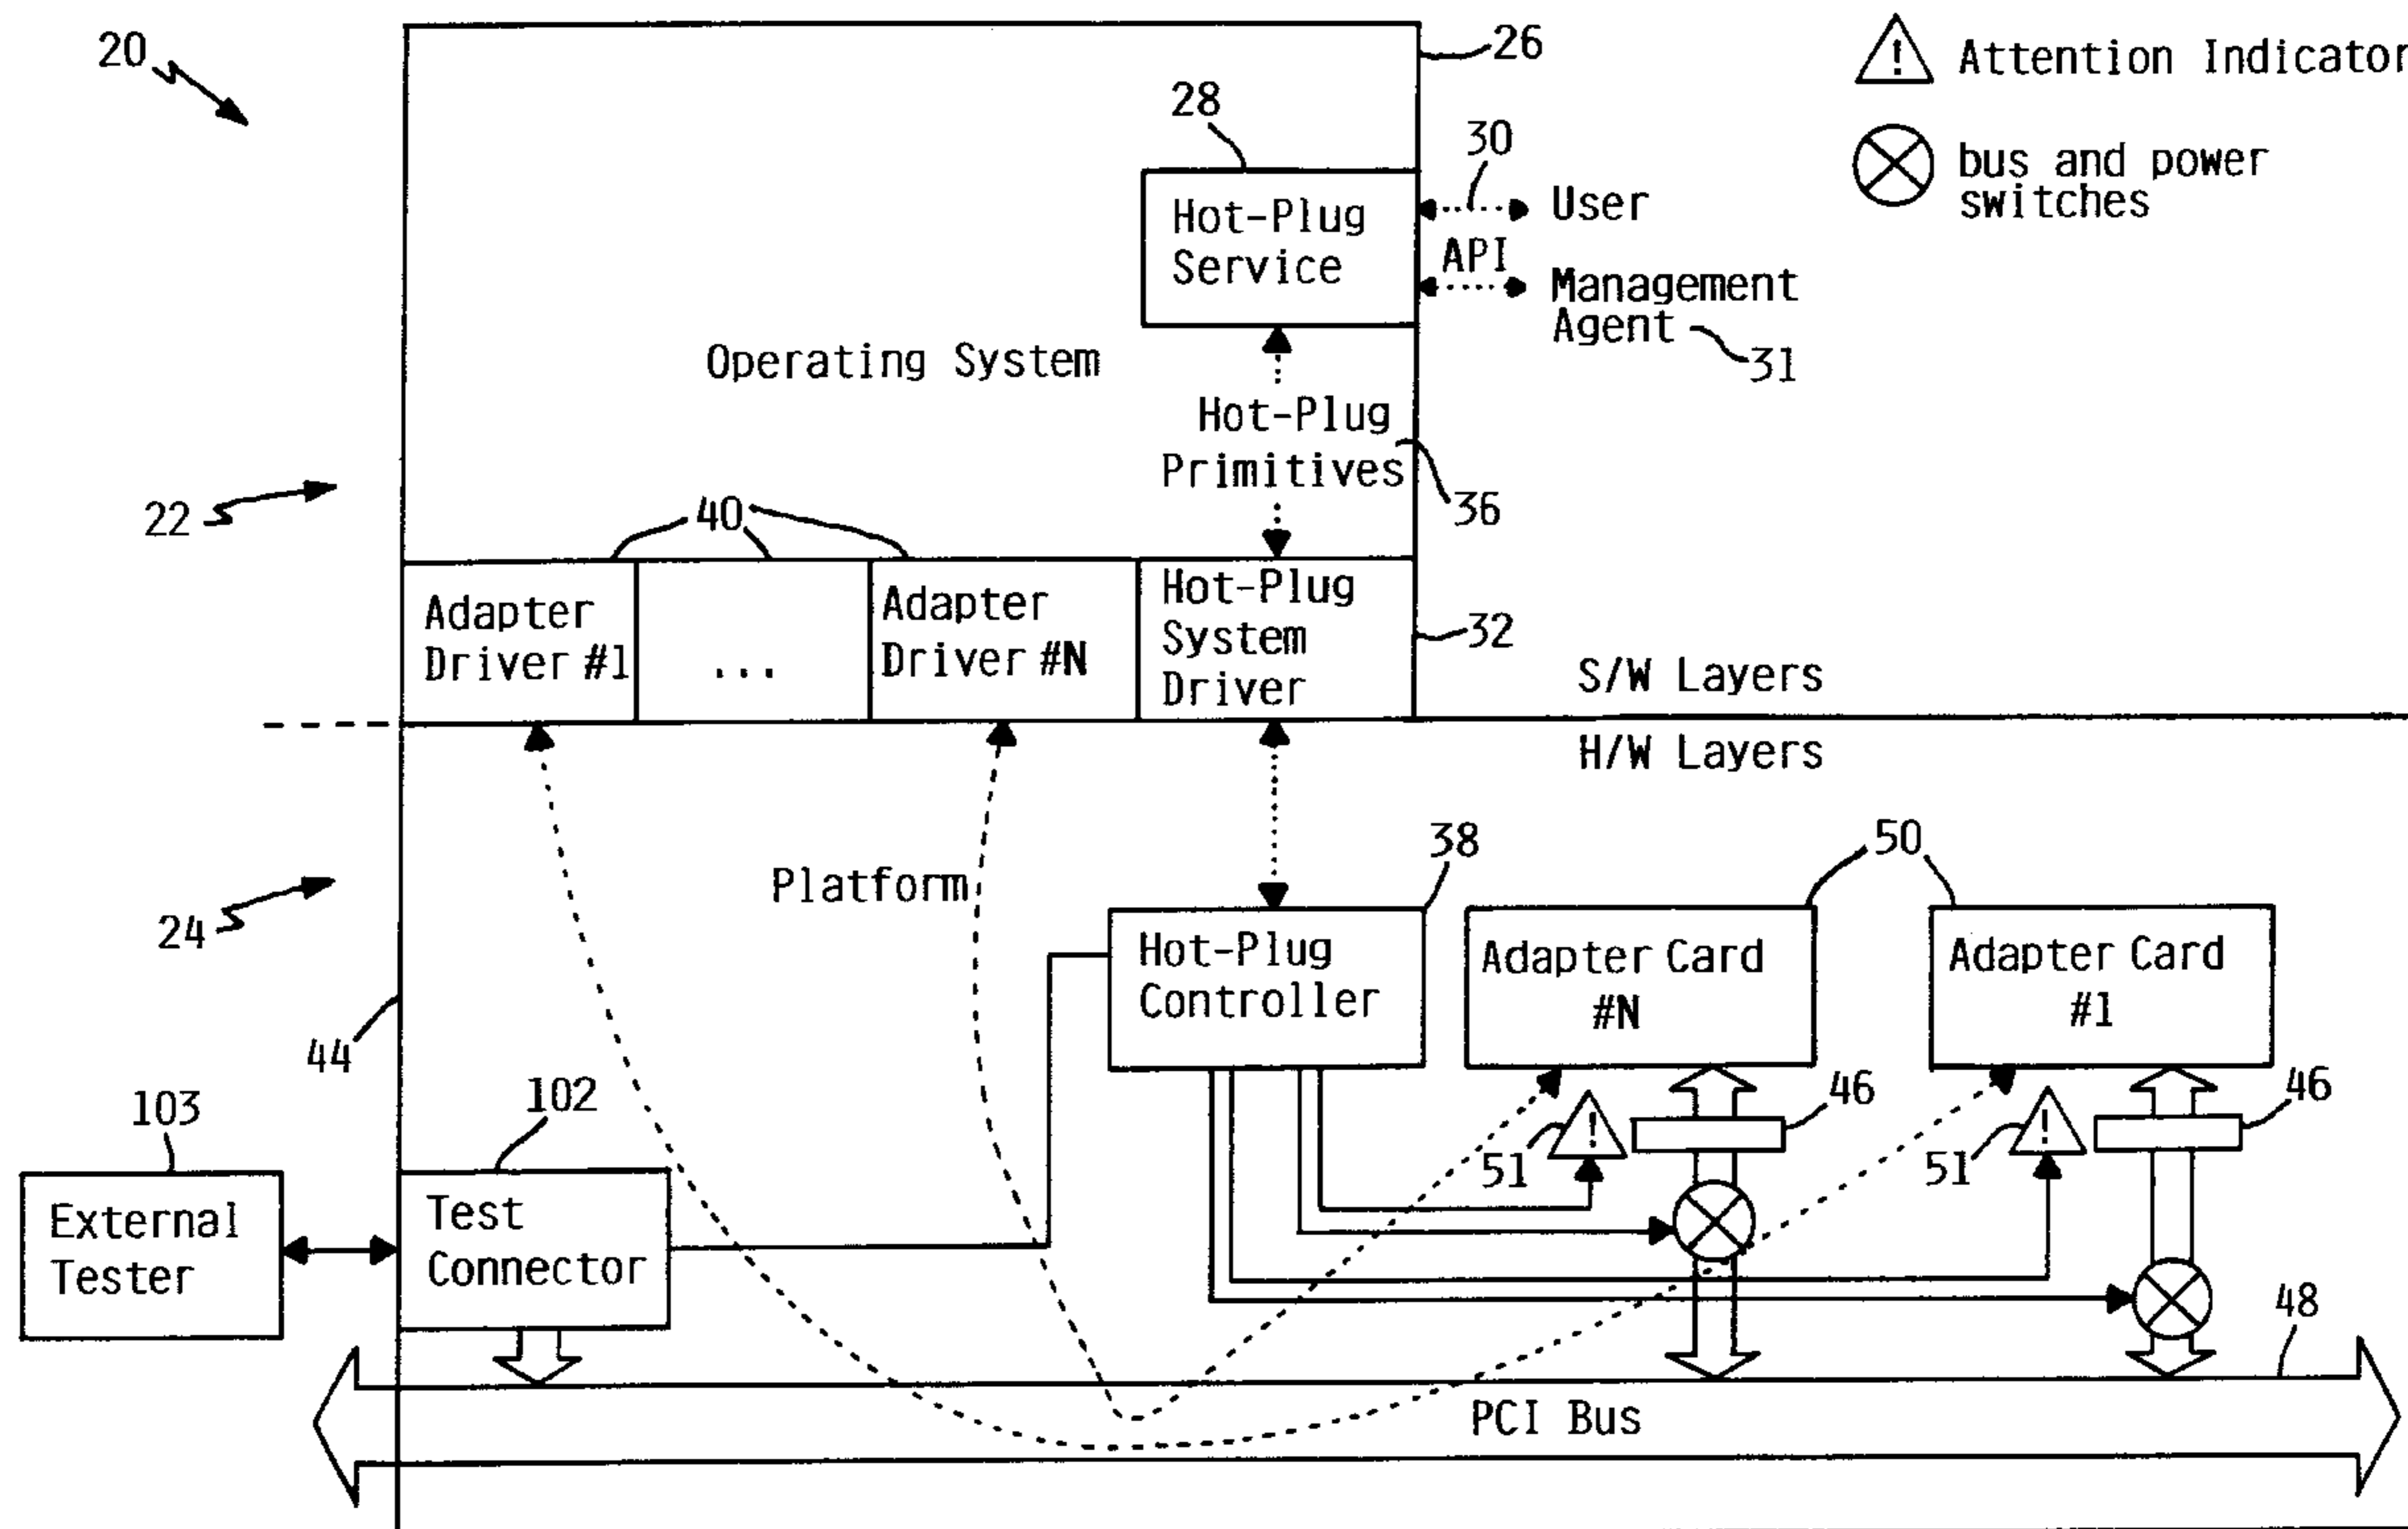 20
26
! Attention Indicator
28
30
bus and power
switches
Hot-Plug
Service
User
API
Management
Agent
31
Operating System
Hot-Plug
Primitives
36
22
40
Adapter
Driver #1
...
Adapter
Driver #N
Hot-Plug
System
Driver
32
S/W Layers
H/W Layers
38
50
Platform
24
Hot-Plug
Controller
Adapter Card
#N
Adapter Card
#1
44
46
46
103
102
51
!
51
!
External
Tester
Test
Connector
48
PCI Bus